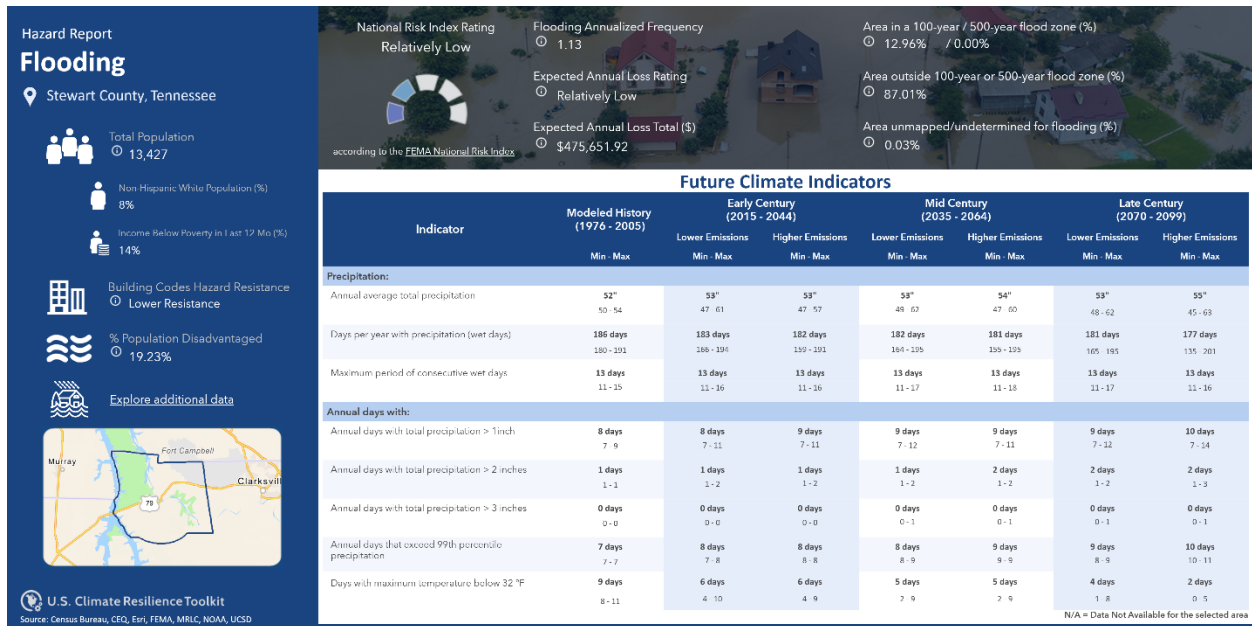 Hazard Report
Flooding
Stewart County, Tennessee
Total Population
13,427
Non-Hispanic White Population (%)
8%
Income Below Poverty in Last 12 Mo (%)
14%
Building Codes Hazard Resistance
Lower Resistance
% Population Disadvantaged
19.23%
Explore additional data
Murray
Fort Campbell
Clarksvill
79
U.S. Climate Resilience Toolkit
Source: Census Bureau, CEQ, Esri, FEMA, MRLC, NOAA, UCSD
National Risk Index Rating
Relatively Low
according to the FEMA National Risk Index
Flooding Annualized Frequency
1.13
Expected Annual Loss Rating
Relatively Low
Expected Annual Loss Total ($)
$475,651.92
Area in a 100-year / 500-year flood zone (%)
12.96% / 0.00%
Area outside 100-year or 500-year flood zone (%)
87.01%
Area unmapped/undetermined for flooding (%)
0.03%
Future Climate Indicators
Indicator
Modeled History
(1976 - 2005)
Early Century
(2015 - 2044)
Mid Century
(2035 - 2064)
Late Century
(2070 - 2099)
Lower Emissions Higher Emissions Lower Emissions Higher Emissions Lower Emissions Higher Emissions
Min - Max Min - Max Min - Max Min - Max Min - Max Min - Max Min - Max
Precipitation:
Annual average total precipitation 52" 53" 53" 53" 54" 53" 55"
50 - 54 47 - 61 47 - 57 49 - 62 47 - 60 48 - 62 45 - 63
Days per year with precipitation (wet days) 186 days 183 days 182 days 182 days 181 days 181 days 177 days
180 - 191 166 - 194 159 - 191 164 - 195 155 - 195 165 - 195 135 - 201
Maximum period of consecutive wet days 13 days 13 days 13 days 13 days 13 days 13 days 13 days
11 - 15 11 - 16 11 - 16 11 - 17 11 - 18 11 - 17 11 - 16
Annual days with:
Annual days with total precipitation > 1inch 8 days 8 days 9 days 9 days 9 days 9 days 10 days
7 - 9 7 - 11 7 - 11 7 - 12 7 - 11 7 - 12 7 - 14
Annual days with total precipitation > 2 inches 1 days 1 days 1 days 1 days 2 days 2 days 2 days
1 - 1 1 - 2 1 - 2 1 - 2 1 - 2 1 - 2 1 - 3
Annual days with total precipitation > 3 inches 0 days 0 days 0 days 0 days 0 days 0 days 0 days
0 - 0 0 - 0 0 - 0 0 - 1 0 - 1 0 - 1 0 - 1
Annual days that exceed 99th percentile
precipitation 7 days 8 days 8 days 8 days 9 days 9 days 10 days
7 - 7 7 - 8 8 - 8 8 - 9 9 - 9 8 - 9 10 - 11
Days with maximum temperature below 32 °F 9 days 6 days 6 days 5 days 5 days 4 days 2 days
8 - 11 4 - 10 4 - 9 2 - 9 2 - 9 1 - 8 0 - 5
N/A = Data Not Available for the selected area